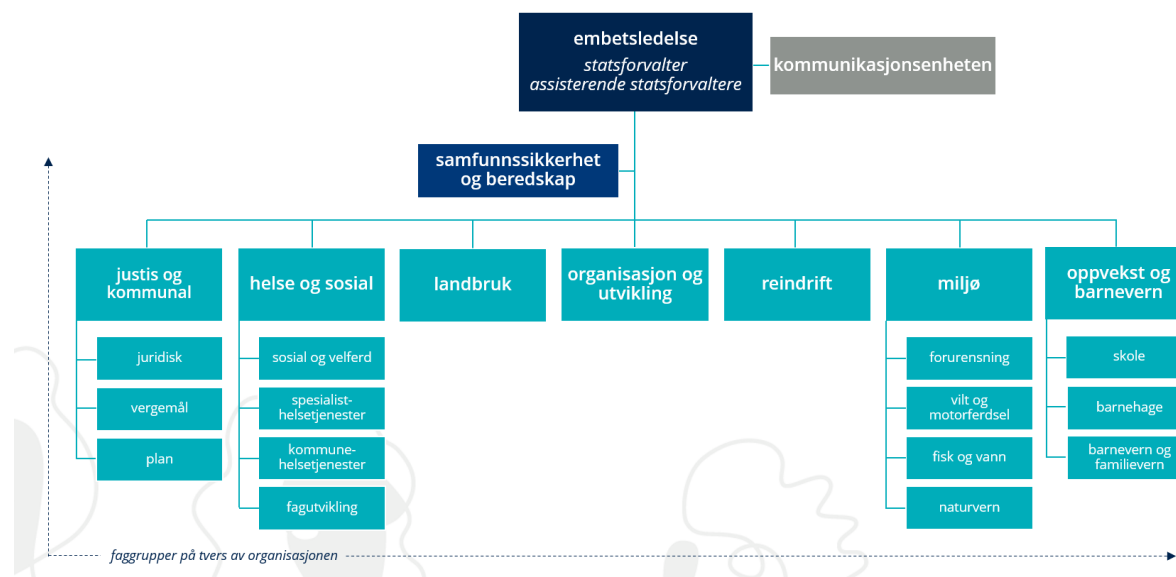 embetsledelse
statsforvalter
assisterende statsforvaltere
kommunikasjonsenheten
samfunnssikkerhet
og beredskap
justis og
kommunal
helse og sosial
landbruk
organisasjon og
utvikling
reindrift
miljø
oppvekst og
barnevern
juridisk
vergemål
plan
sosial og velferd
spesialist-
helsetjenester
kommune-
helsetjenester
fagutvikling
forurensning
vilt og
motorferdsel
fisk og vann
naturvern
skole
barnehage
barnevern og
familievern
faggrupper på tvers av organisasjonen